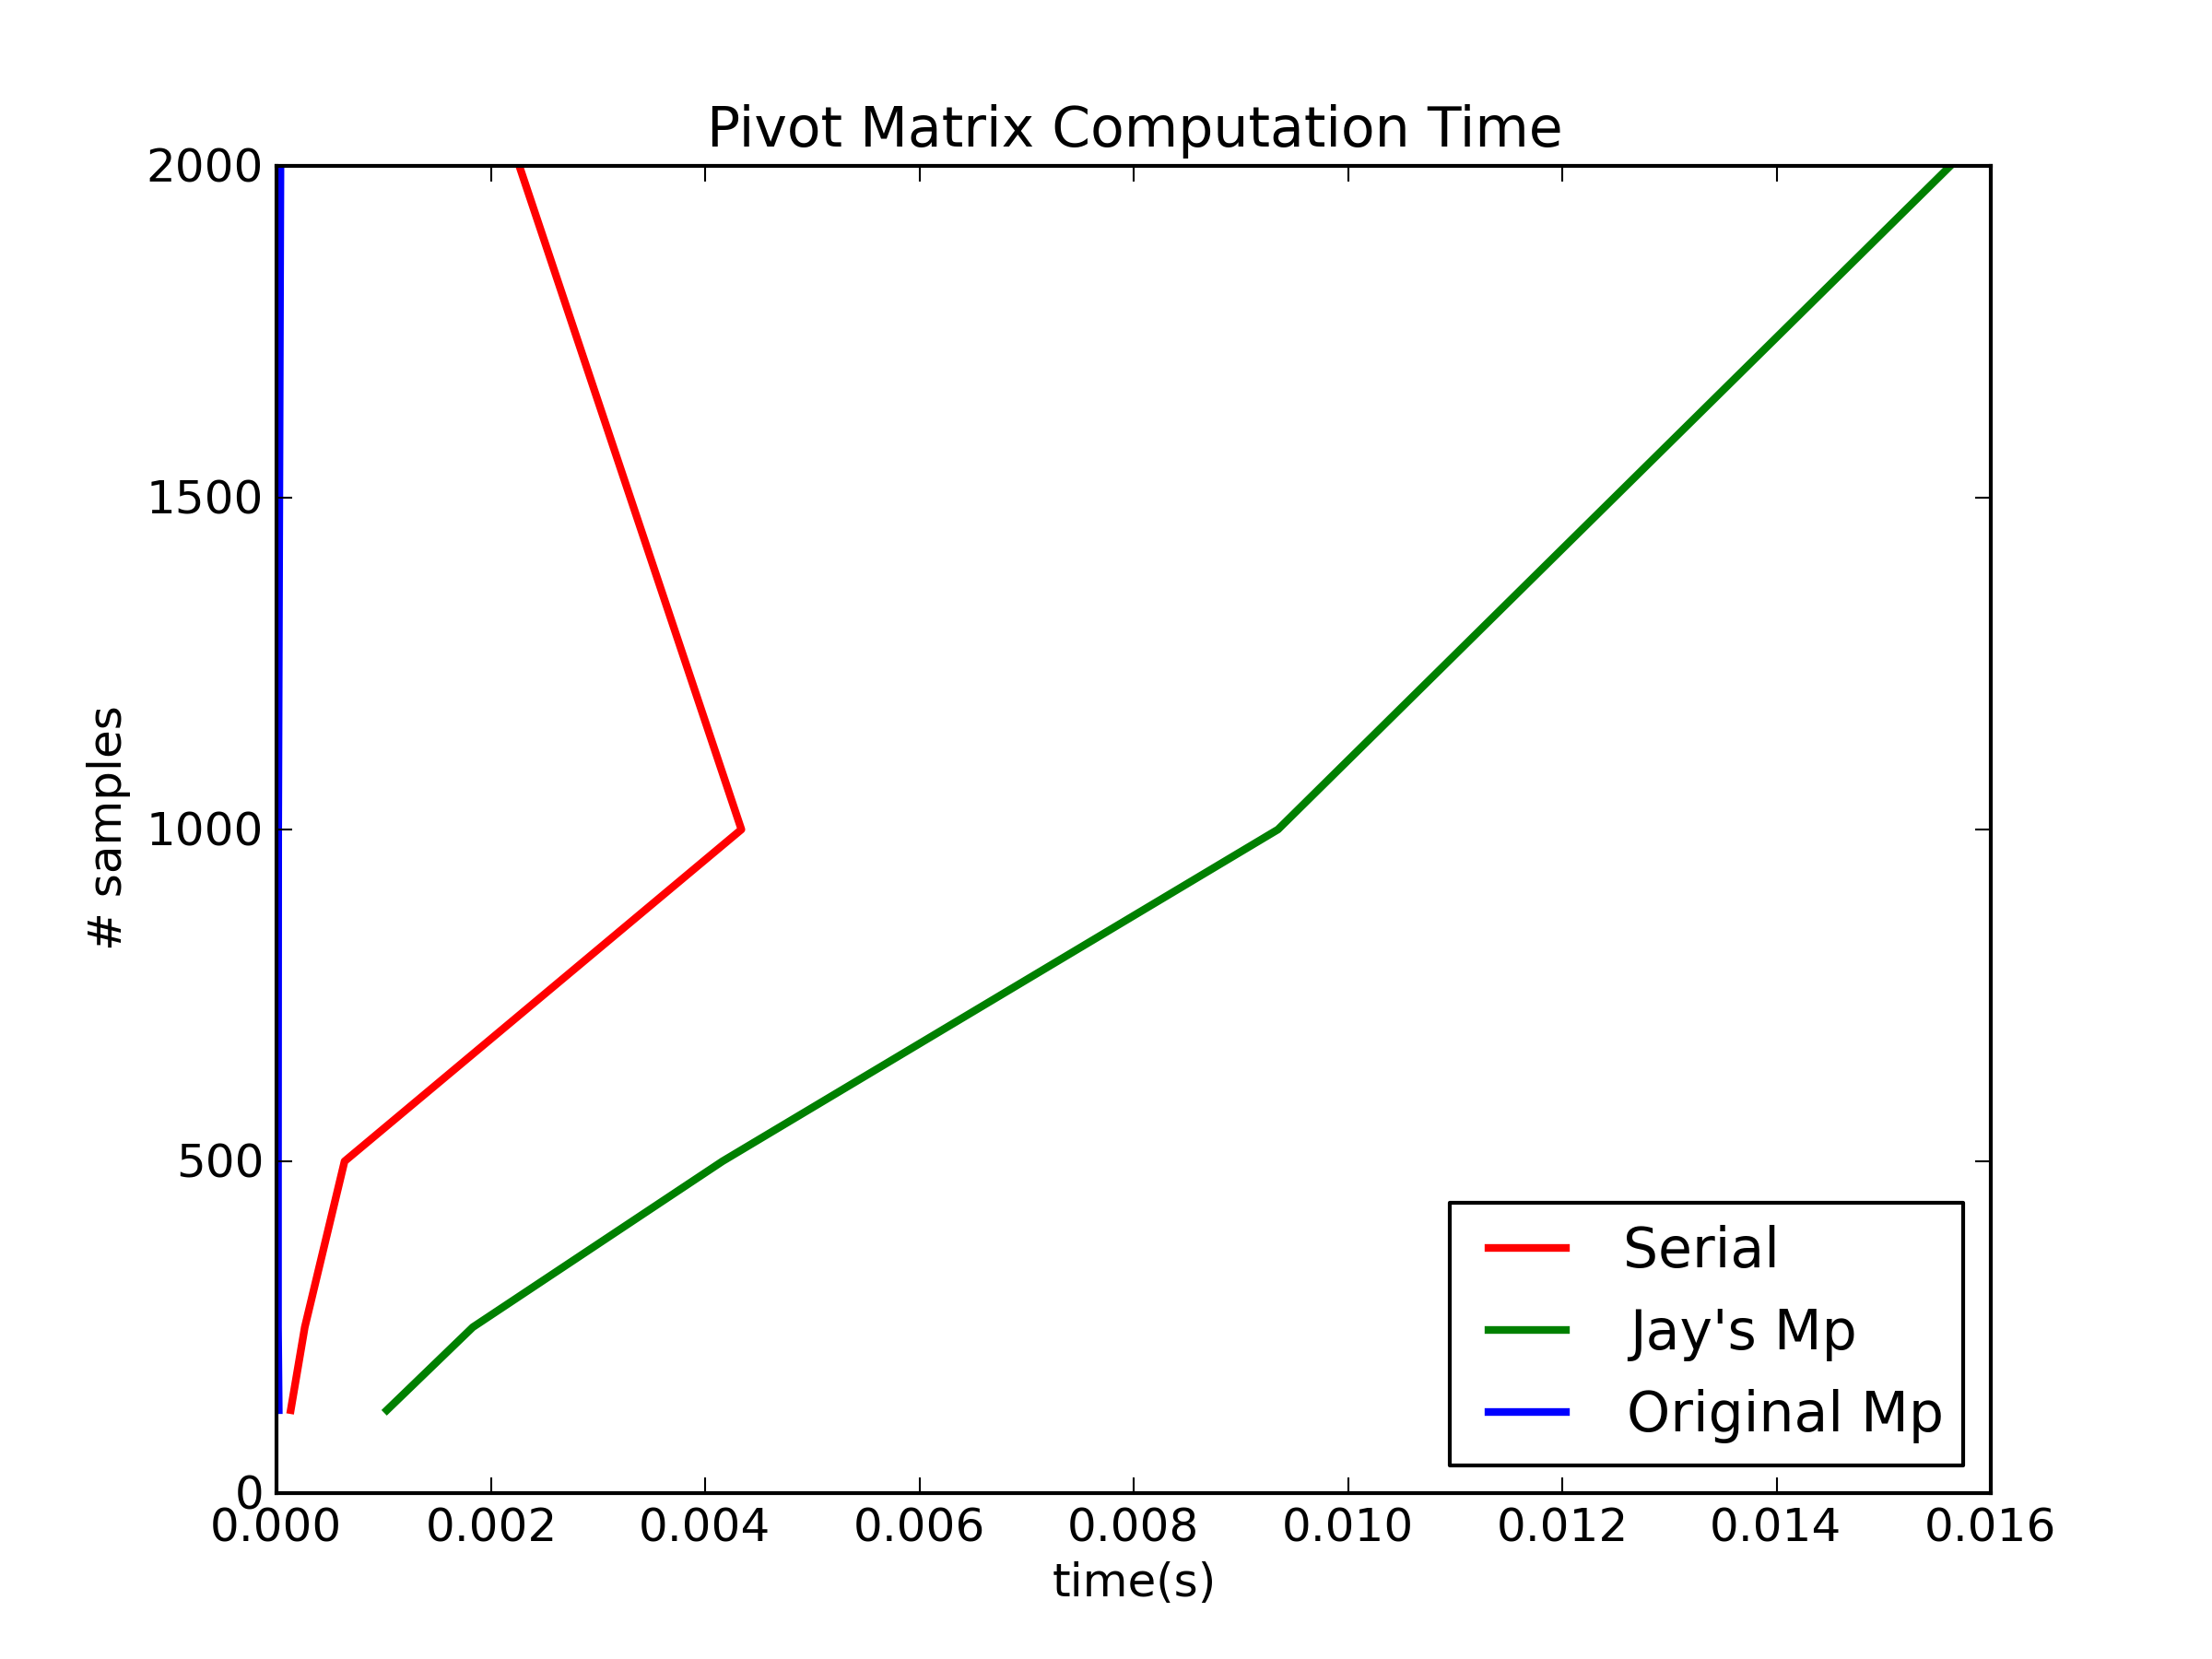 Pivot Matrix Computation Time
2000
1500
1000
500
0
# samples
0.000 0.002 0.004 0.006 0.008 0.010 0.012 0.014 0.016
time(s)
Serial
Jay's Mp
Original Mp